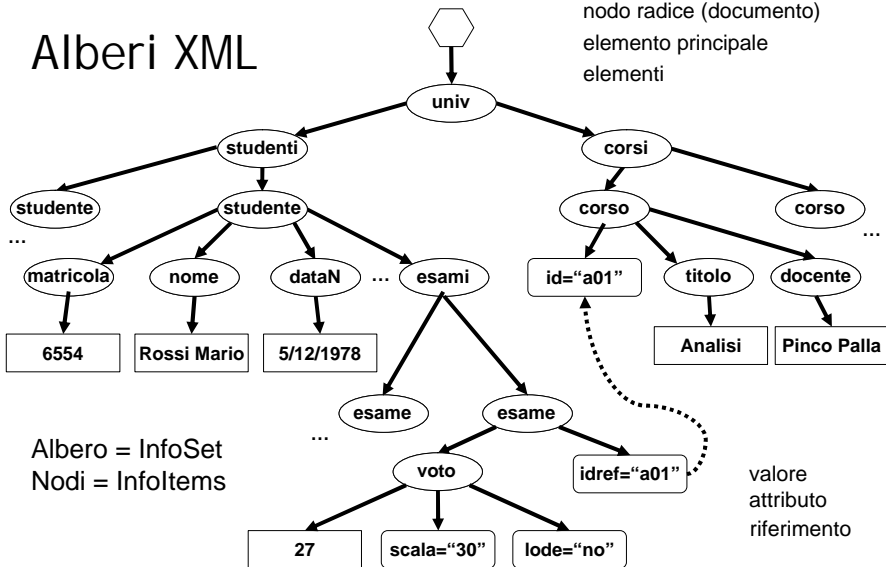 Alberi XML
nodo radice (documento)
elemento principale
elementi
univ
studenti
corsi
studente
studente
corso
corso
...
...
matricola
nome
dataN
...
esami
id="a01"
titolo
docente
6554
Rossi Mario
5/12/1978
Analisi
Pinco Palla
esame
esame
...
Albero = InfoSet
Nodi = InfoItems
voto
idref="a01"
valore
attributo
riferimento
27
scala="30"
lode="no"